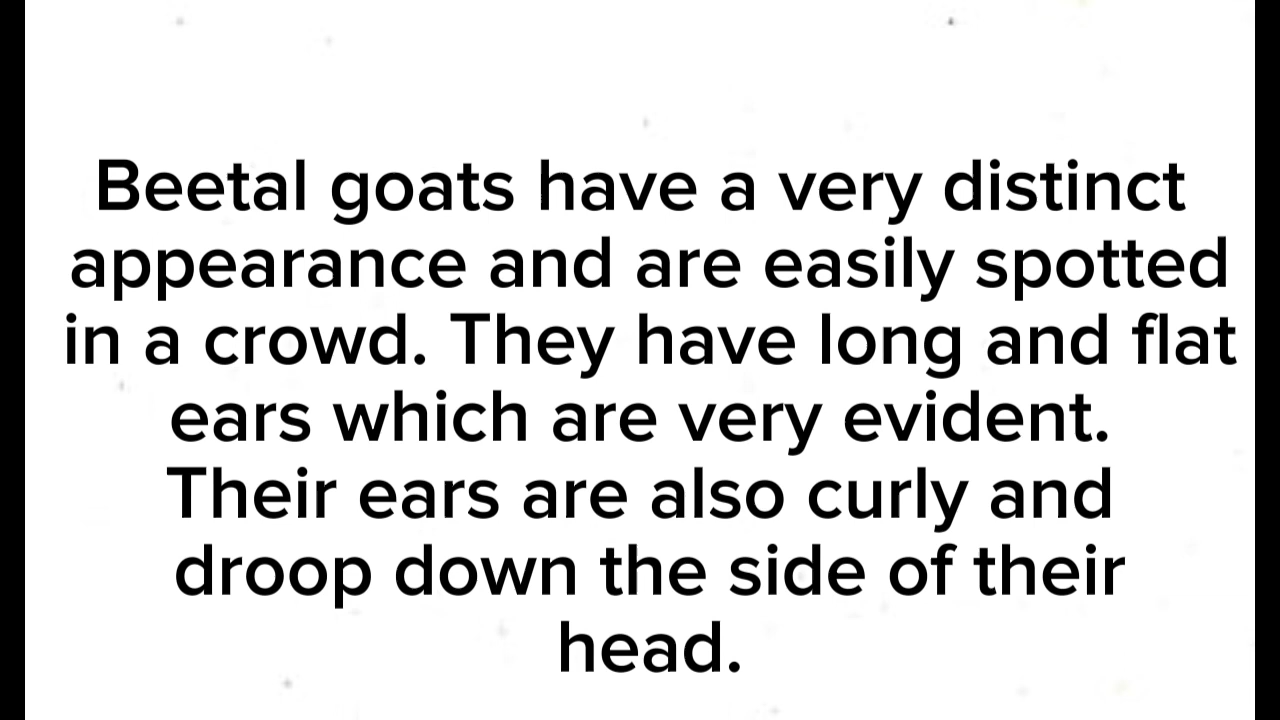 Beetal goats have a very distinct
appearance and are easily spotted
in a crowd. They have long and flat
ears which are very evident.
Their ears are also curly and
droop down the side of their
head.